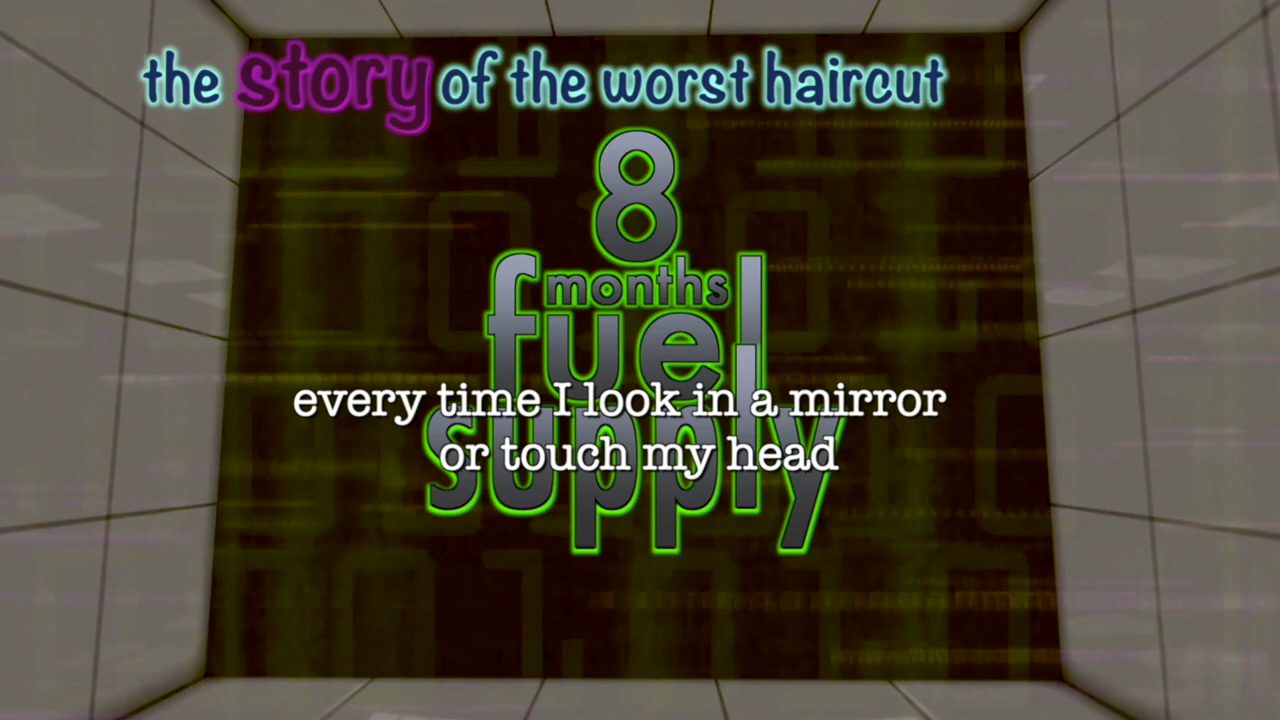 the story of the worst haircut
8
months
fuel
supply
every time I look in a mirror
or touch my head